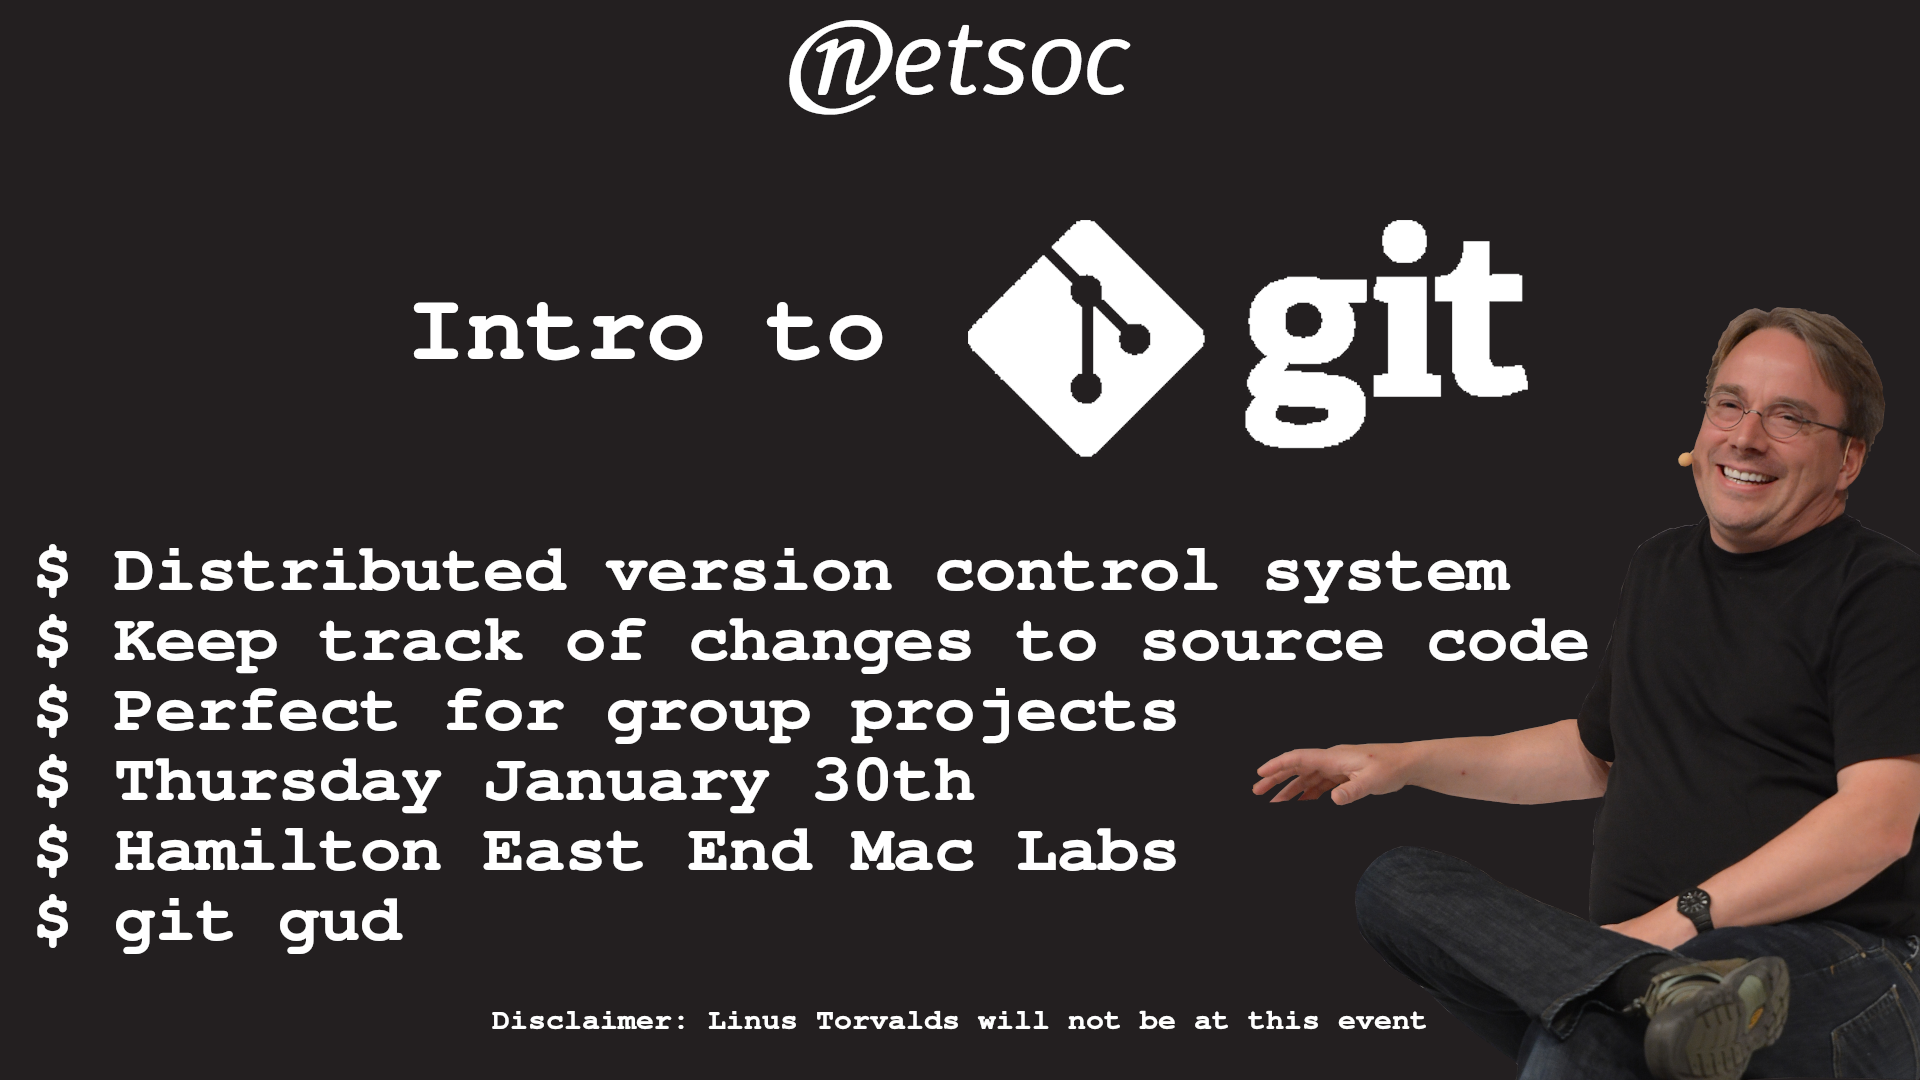 @netsoc
Intro to git
$ Distributed version control system
$ Keep track of changes to source code
$ Perfect for group projects
$ Thursday January 30th
$ Hamilton East End Mac Labs
$ git gud
Disclaimer: Linus Torvalds will not be at this event